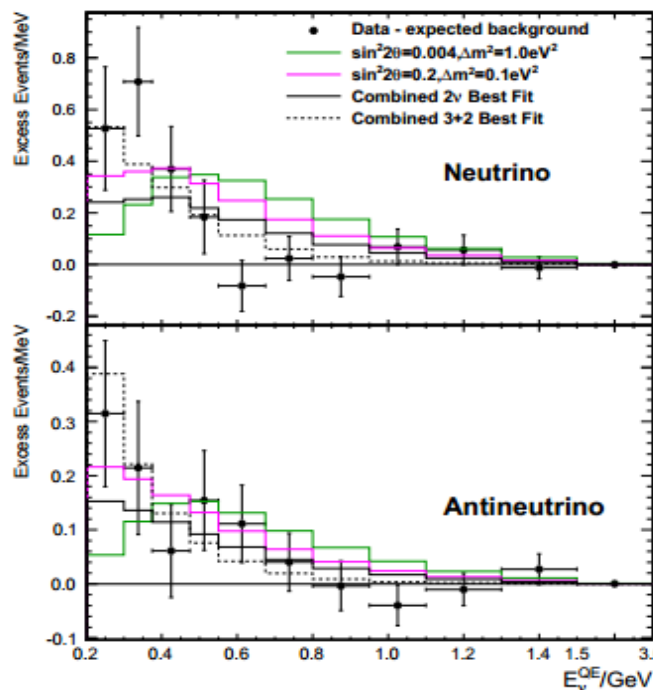 Data - expected background
sin²2θ=0.004,Δm²=1.0eV²
sin²2θ=0.2,Δm²=0.1eV²
Combined 2ν Best Fit
Combined 3+2 Best Fit
Neutrino
Excess Events/MeV
0.8
0.6
0.4
0.2
0.0
-0.2
Antineutrino
Excess Events/MeV
0.4
0.3
0.2
0.1
0.0
-0.1
0.2 0.4 0.6 0.8 1.0 1.2 1.4 1.5 3.
E_ν^QE/GeV